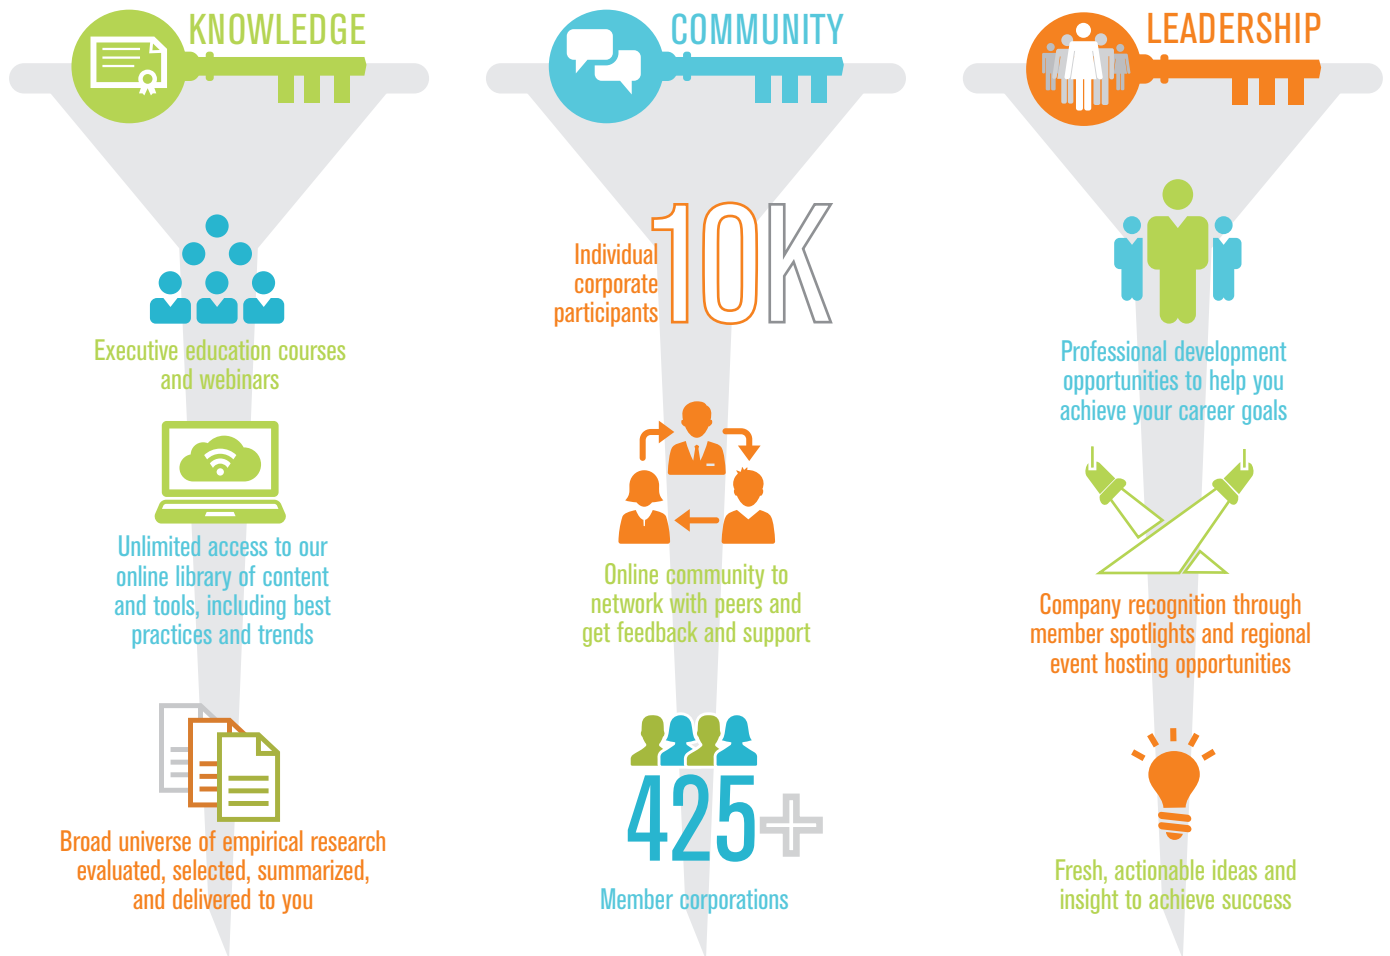 KNOWLEDGE
Executive education courses
and webinars
Unlimited access to our
online library of content
and tools, including best
practices and trends
Broad universe of empirical research
evaluated, selected, summarized,
and delivered to you
COMMUNITY
10K
Individual
corporate
participants
Online community to
network with peers and
get feedback and support
425+
Member corporations
LEADERSHIP
Professional development
opportunities to help you
achieve your career goals
Company recognition through
member spotlights and regional
event hosting opportunities
Fresh, actionable ideas and
insight to achieve success